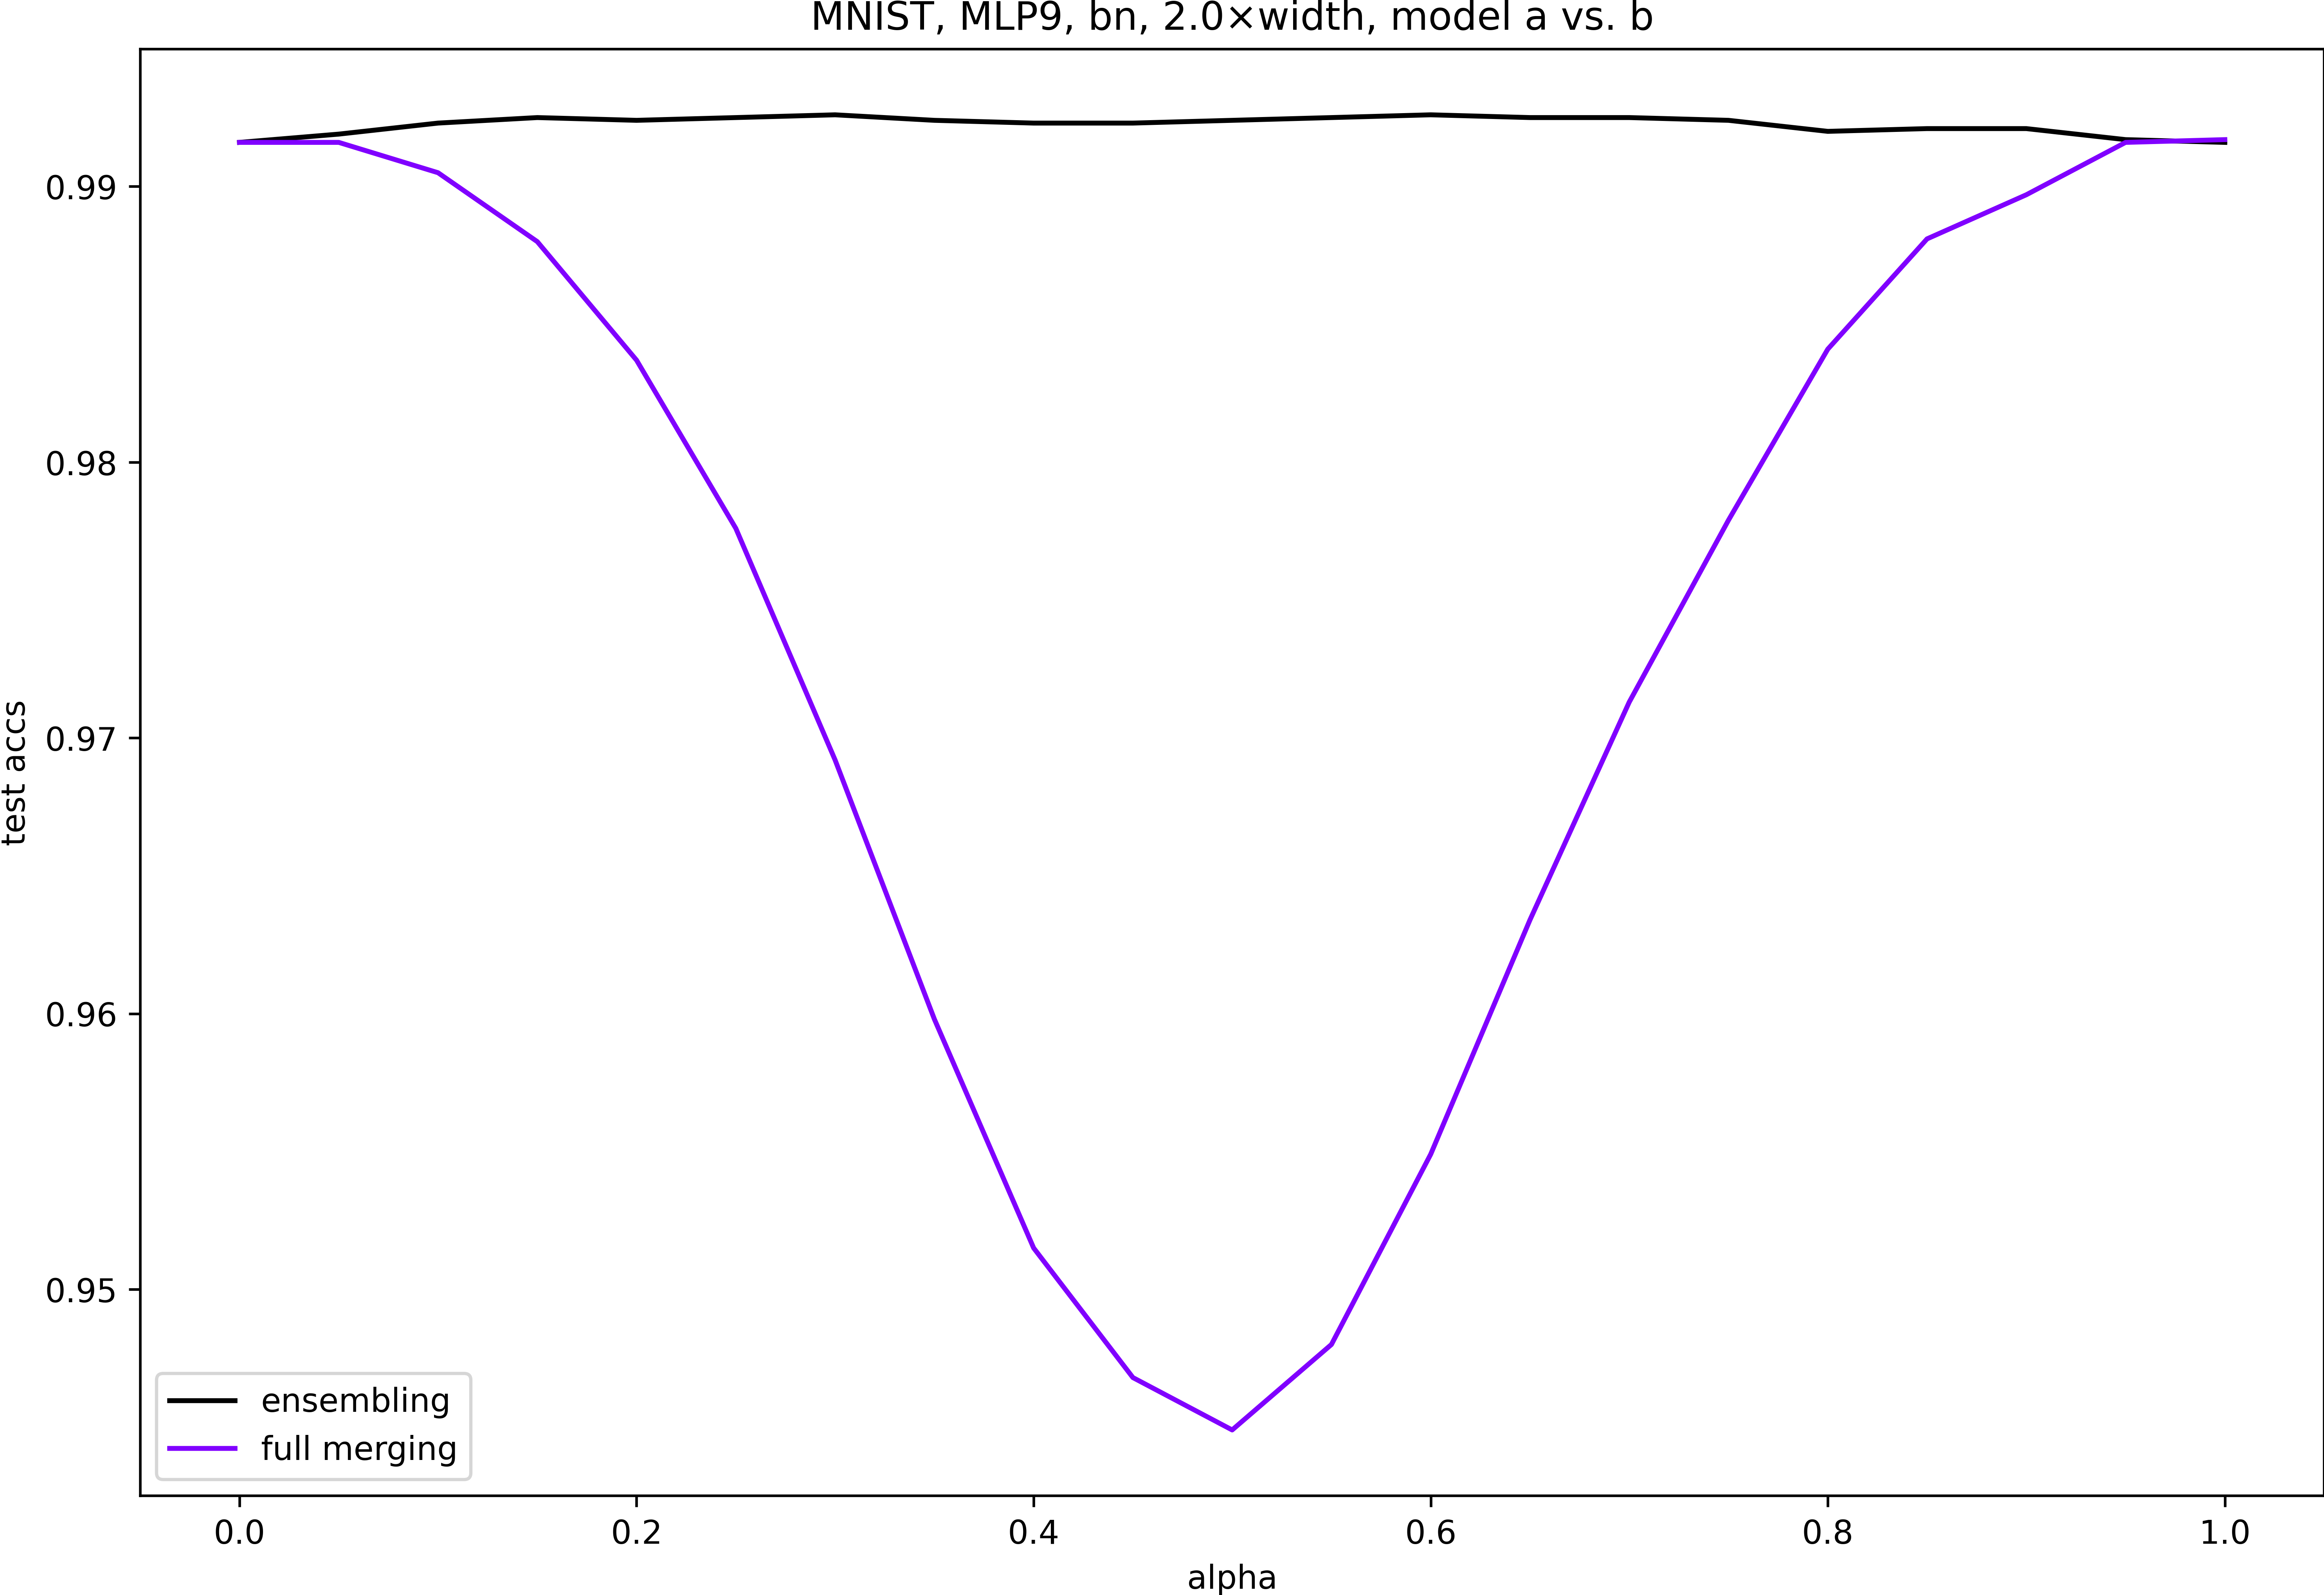 MNIST, MLP9, bn, 2.0×width, model a vs. b
test accs
0.99
0.98
0.97
0.96
0.95
ensembling
full merging
0.0
0.2
0.4
0.6
0.8
1.0
alpha